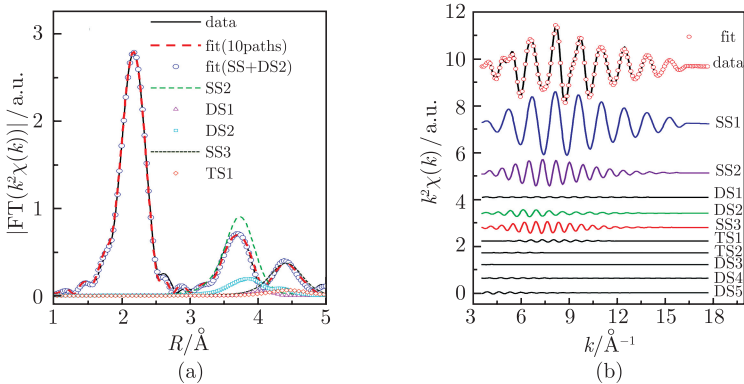 (a)
3
2
1
0
1
2
3
4
5
|FT(k²χ(k))|/a.u.
R/Å
data
fit(10paths)
fit(SS+DS2)
SS2
DS1
DS2
SS3
TS1
(a)
(b)
12
10
8
6
4
2
0
3
6
9
12
15
18
k²χ(k)/a.u.
k/Å⁻¹
fit
data
SS1
SS2
DS1
DS2
SS3
TS1
TS2
DS3
DS4
DS5
(b)